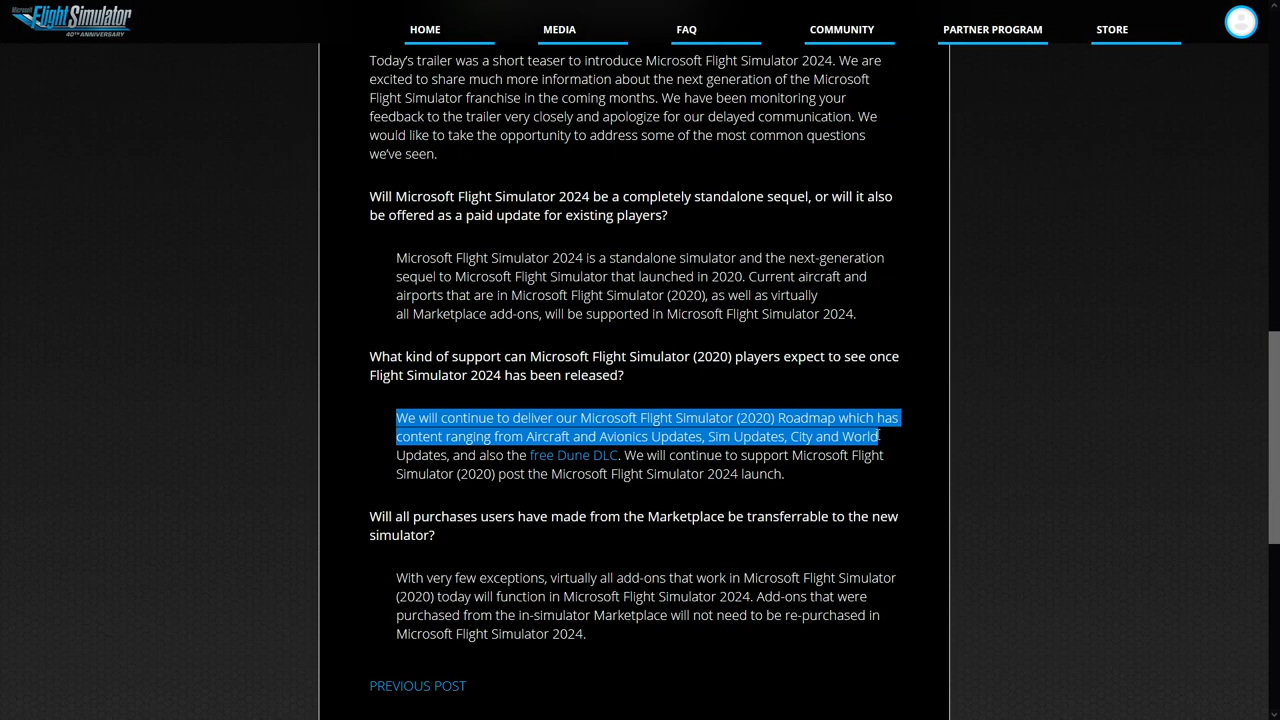 Microsoft
Flight Simulator
40TH ANNIVERSARY
HOME
MEDIA
FAQ
COMMUNITY
PARTNER PROGRAM
STORE
Today’s trailer was a short teaser to introduce Microsoft Flight Simulator 2024. We are
excited to share much more information about the next generation of the Microsoft
Flight Simulator franchise in the coming months. We have been monitoring your
feedback to the trailer very closely and apologize for our delayed communication. We
would like to take the opportunity to address some of the most common questions
we’ve seen.
Will Microsoft Flight Simulator 2024 be a completely standalone sequel, or will it also
be offered as a paid update for existing players?
Microsoft Flight Simulator 2024 is a standalone simulator and the next-generation
sequel to Microsoft Flight Simulator that launched in 2020. Current aircraft and
airports that are in Microsoft Flight Simulator (2020), as well as virtually
all Marketplace add-ons, will be supported in Microsoft Flight Simulator 2024.
What kind of support can Microsoft Flight Simulator (2020) players expect to see once
Flight Simulator 2024 has been released?
We will continue to deliver our Microsoft Flight Simulator (2020) Roadmap which has
content ranging from Aircraft and Avionics Updates, Sim Updates, City and World
Updates, and also the free Dune DLC. We will continue to support Microsoft Flight
Simulator (2020) post the Microsoft Flight Simulator 2024 launch.
Will all purchases users have made from the Marketplace be transferrable to the new
simulator?
With very few exceptions, virtually all add-ons that work in Microsoft Flight Simulator
(2020) today will function in Microsoft Flight Simulator 2024. Add-ons that were
purchased from the in-simulator Marketplace will not need to be re-purchased in
Microsoft Flight Simulator 2024.
PREVIOUS POST